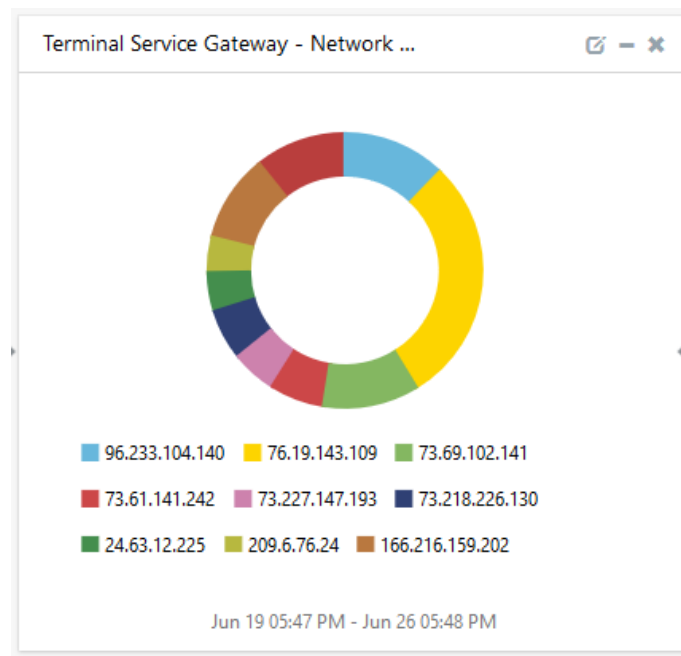 Terminal Service Gateway - Network ...
96.233.104.140 76.19.143.109 73.69.102.141
73.61.141.242 73.227.147.193 73.218.226.130
24.63.12.225 209.6.76.24 166.216.159.202
Jun 19 05:47 PM - Jun 26 05:48 PM